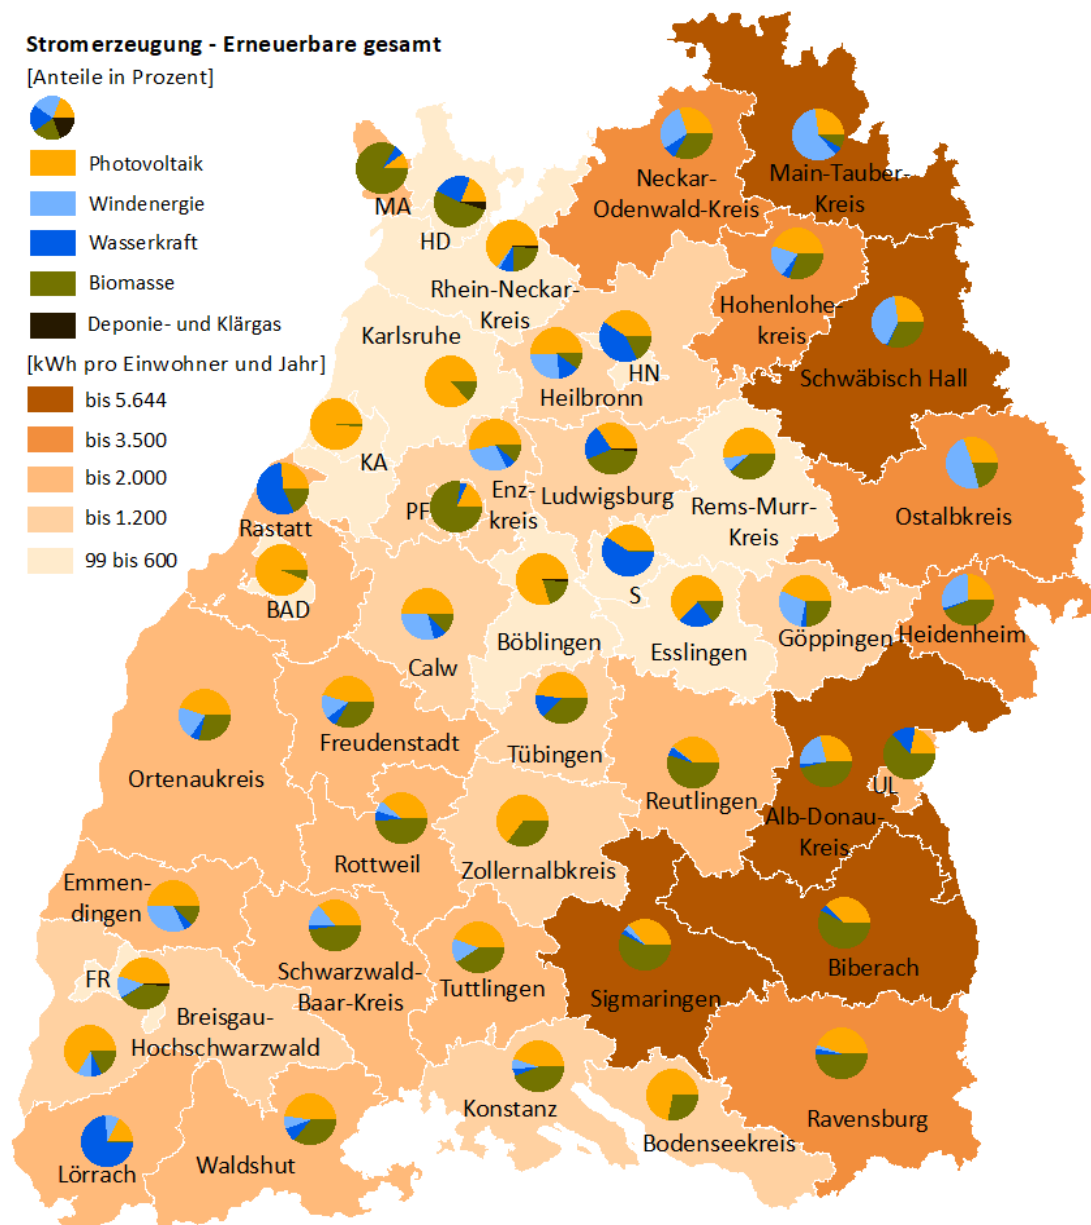 Stromerzeugung - Erneuerbare gesamt
[Anteile in Prozent]
Photovoltaik
Windenergie
Wasserkraft
Biomasse
Deponie- und Klärgas
[kWh pro Einwohner und Jahr]
bis 5.644
bis 3.500
bis 2.000
bis 1.200
99 bis 600
MA
HD
Neckar-
Odenwald-Kreis
Main-Tauber-
Kreis
Rhein-Neckar-
Kreis
Hohenlohe-
kreis
Karlsruhe
Heilbronn
HN
Schwäbisch Hall
KA
Rastatt
PF
Enz-
kreis
Ludwigsburg
Rems-Murr-
Kreis
Ostalbkreis
BAD
Calw
Böblingen
S
Esslingen
Göppingen
Heidenheim
Ortenaukreis
Freudenstadt
Tübingen
Reutlingen
UL
Alb-Donau-
Kreis
Rottweil
Zollernalbkreis
Emmen-
dingen
FR
Schwarzwald-
Baar-Kreis
Tuttlingen
Sigmaringen
Biberach
Breisgau-
Hochschwarzwald
Konstanz
Bodenseekreis
Ravensburg
Lörrach
Waldshut